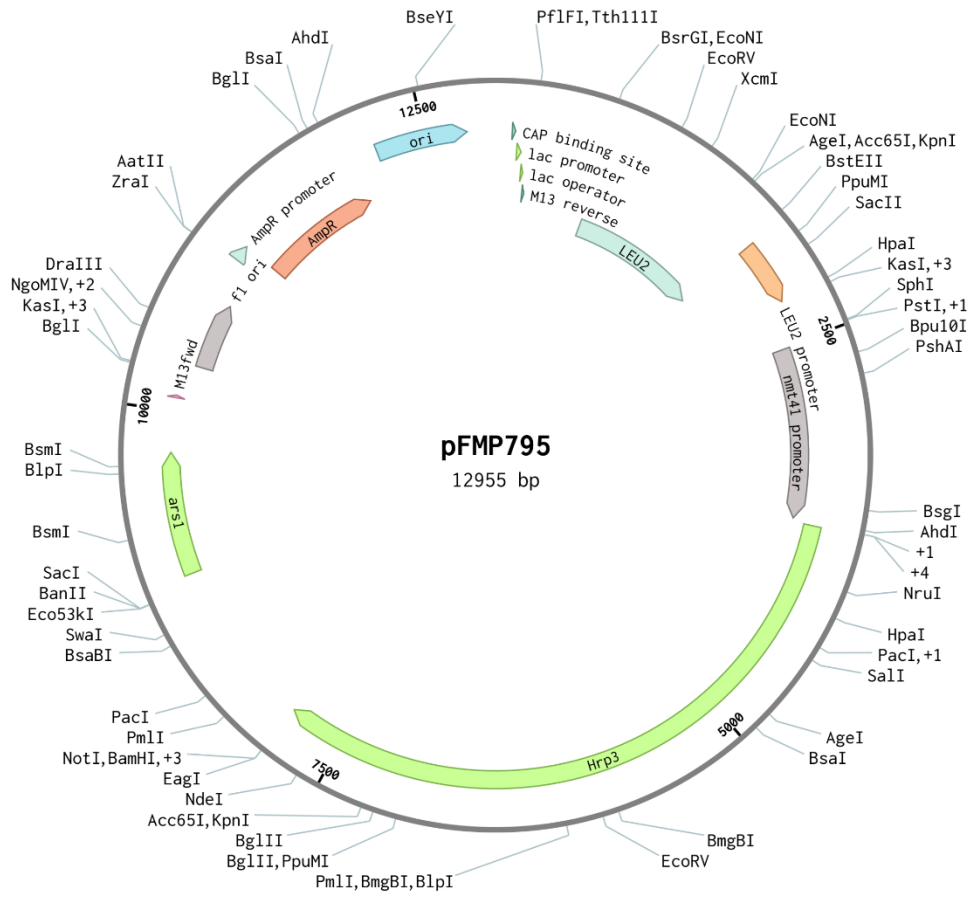 BseYI
PflFI,Tth111I
AhdI
BsrGI,EcoNI
BsaI
EcoRV
BglI
XcmI
12500
EcoNI
AgeI,Acc65I,KpnI
BstEII
PpuMI
SacII
AatII
ZraI
ori
CAP binding site
lac promoter
lac operator
M13 reverse
AmpR promoter
AmpR
LEU2
f1 ori
HpaI
KasI,+3
SphI
PstI,+1
Bpu10I
PshAI
2500
DraIII
NgoMIV,+2
KasI,+3
BglI
LEU2 promoter
M13fwd
nmt41 promoter
10000
pFMP795
12955 bp
BsmI
BlpI
ars1
BsmI
BsgI
AhdI
+1
+4
NruI
SacI
BanII
Eco53kI
SwaI
BsaBI
HpaI
PacI,+1
SalI
PacI
PmlI
NotI,BamHI,+3
EagI
NdeI
Acc65I,KpnI
BglII
BglII,PpuMI
PmlI,BmgBI,BlpI
7500
Hrp3
5000
AgeI
BsaI
BmgBI
EcoRV